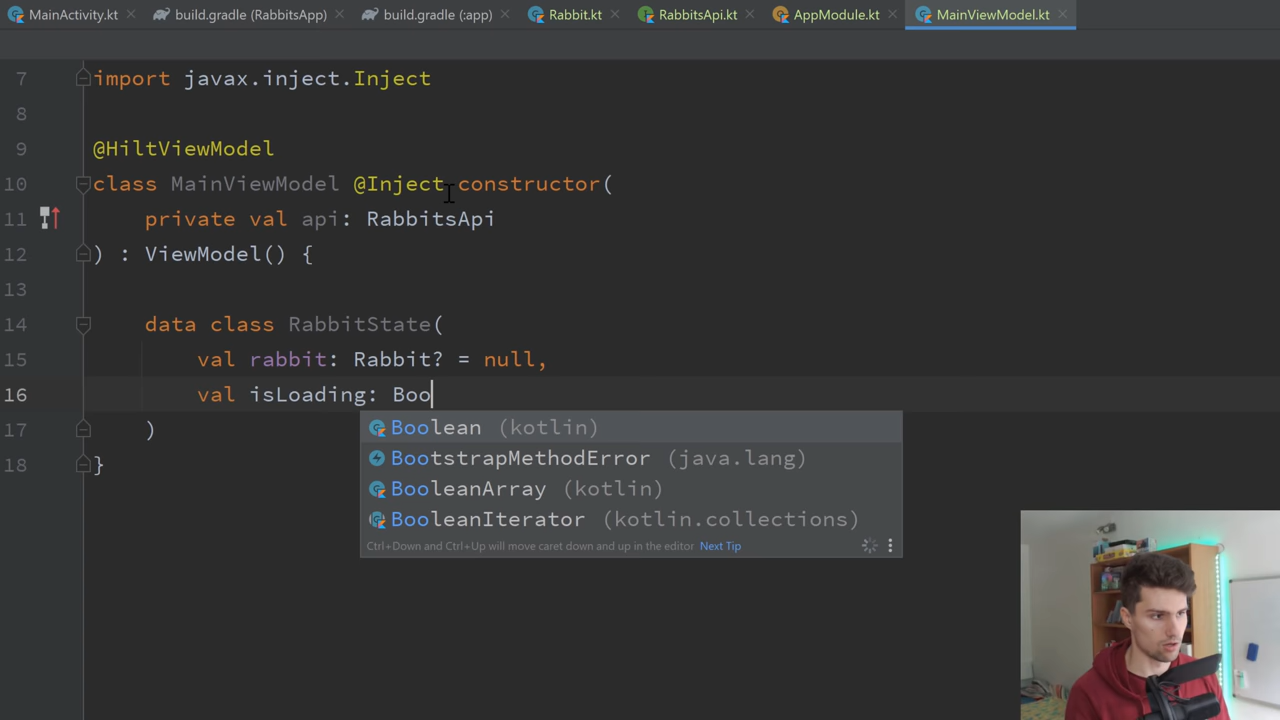 MainActivity.kt build.gradle (RabbitsApp) build.gradle (:app) Rabbit.kt RabbitsApi.kt AppModule.kt MainViewModel.kt
7 import javax.inject.Inject
8
9 @HiltViewModel
10 class MainViewModel @Inject constructor(
11 private val api: RabbitsApi
12 ) : ViewModel() {
13
14 data class RabbitState(
15 val rabbit: Rabbit? = null,
16 val isLoading: Boo
17 )
18 }
Boolean (kotlin)
BootstrapMethodError (java.lang)
BooleanArray (kotlin)
BooleanIterator (kotlin.collections)
Ctrl+Down and Ctrl+Up will move caret down and up in the editor Next Tip